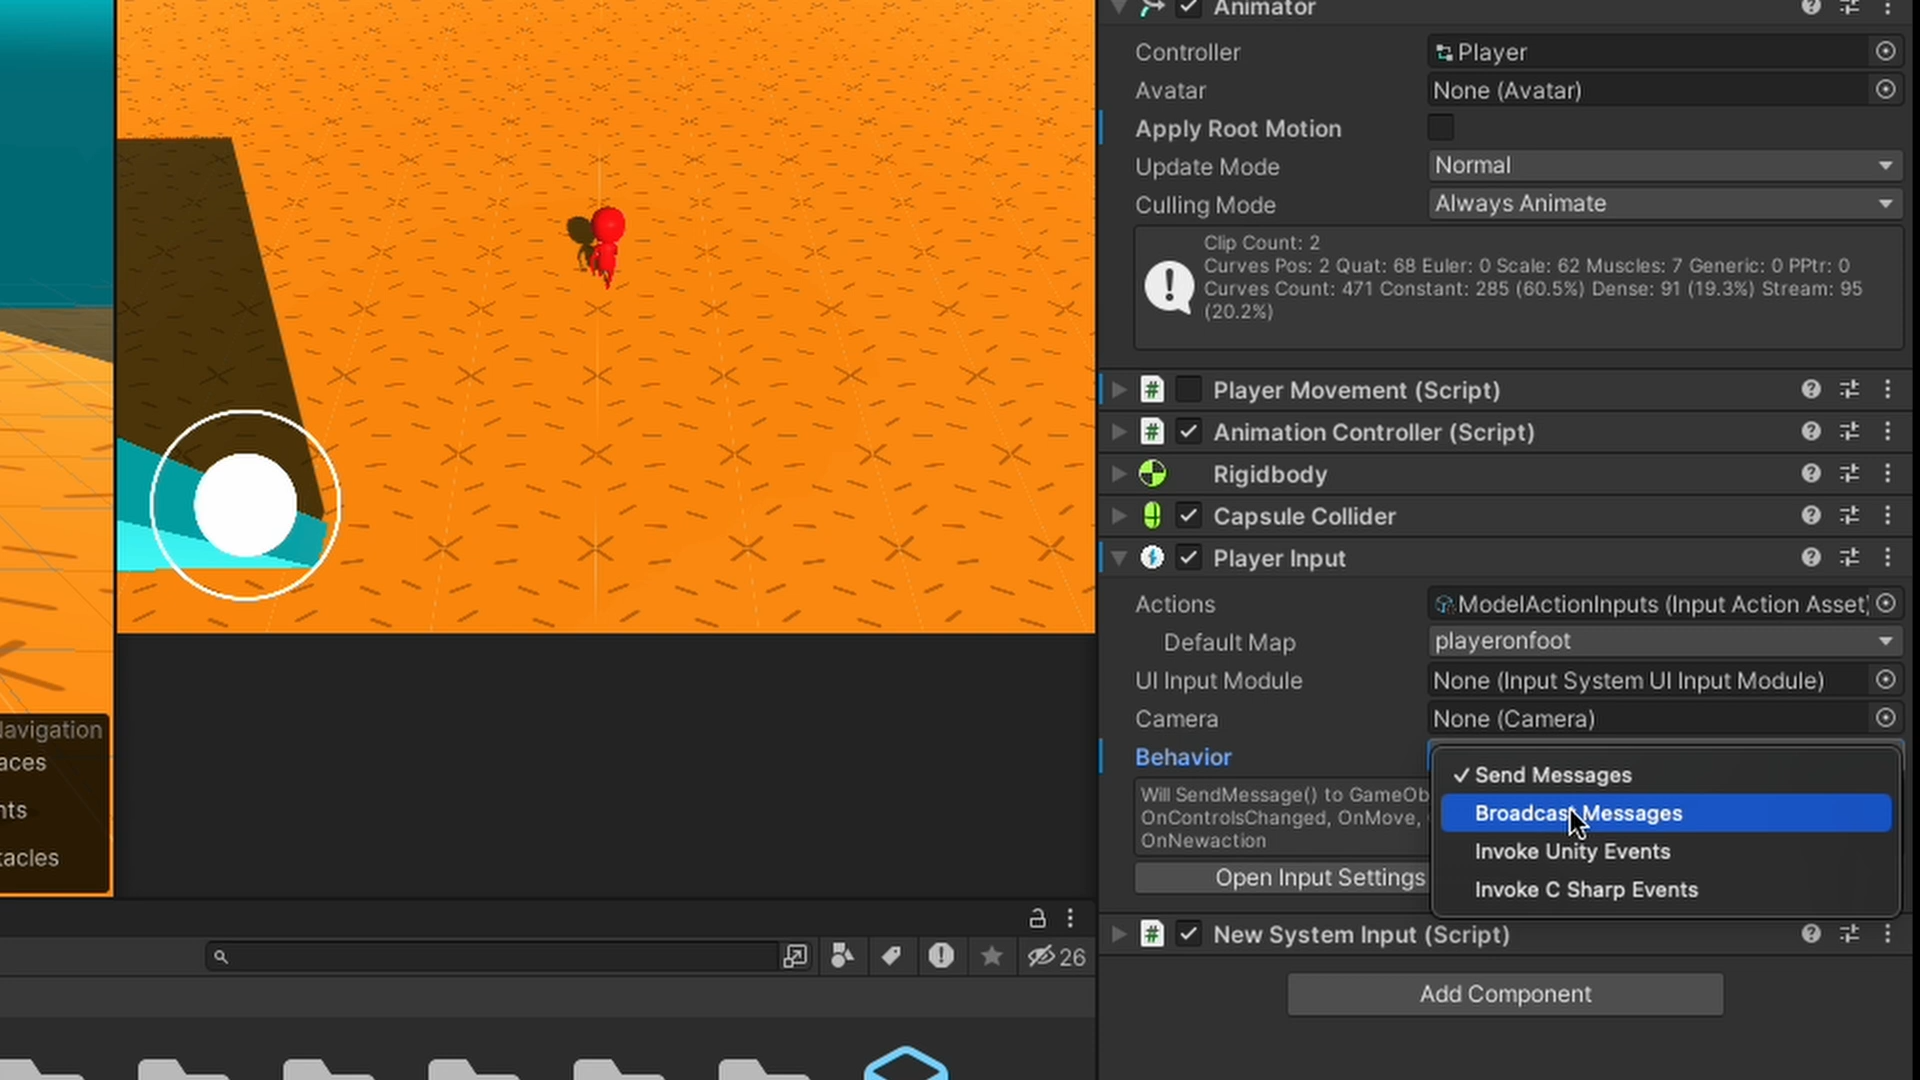 Animator
Controller
Player
Avatar
None (Avatar)
Apply Root Motion
Update Mode
Normal
Culling Mode
Always Animate
Clip Count: 2
Curves Pos: 2 Quat: 68 Euler: 0 Scale: 62 Muscles: 7 Generic: 0 PPtr: 0
Curves Count: 471 Constant: 285 (60.5%) Dense: 91 (19.3%) Stream: 95
(20.2%)
Player Movement (Script)
Animation Controller (Script)
Rigidbody
Capsule Collider
Player Input
Actions
ModelActionInputs (Input Action Asset)
Default Map
playeronfoot
UI Input Module
None (Input System UI Input Module)
Camera
None (Camera)
Behavior
Send Messages
Broadcast Messages
Invoke Unity Events
Invoke C Sharp Events
Will SendMessage() to GameOb
OnControlsChanged, OnMove,
OnNewaction
Open Input Settings
New System Input (Script)
Add Component
avigation
aces
nts
acles
26